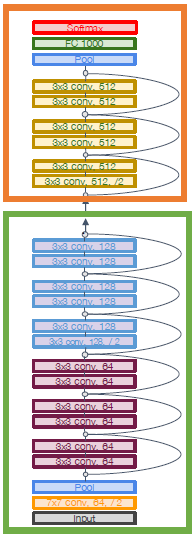 Softmax
FC 1000
Pool
3x3 conv, 512
3x3 conv, 512
3x3 conv, 512
3x3 conv, 512
3x3 conv, 512
3x3 conv, 512, /2
3x3 conv, 128
3x3 conv, 128
3x3 conv, 128
3x3 conv, 128
3x3 conv, 128
3x3 conv, 128, / 2
3x3 conv, 64
3x3 conv, 64
3x3 conv, 64
3x3 conv, 64
3x3 conv, 64
3x3 conv, 64
Pool
7x7 conv, 64, / 2
Input